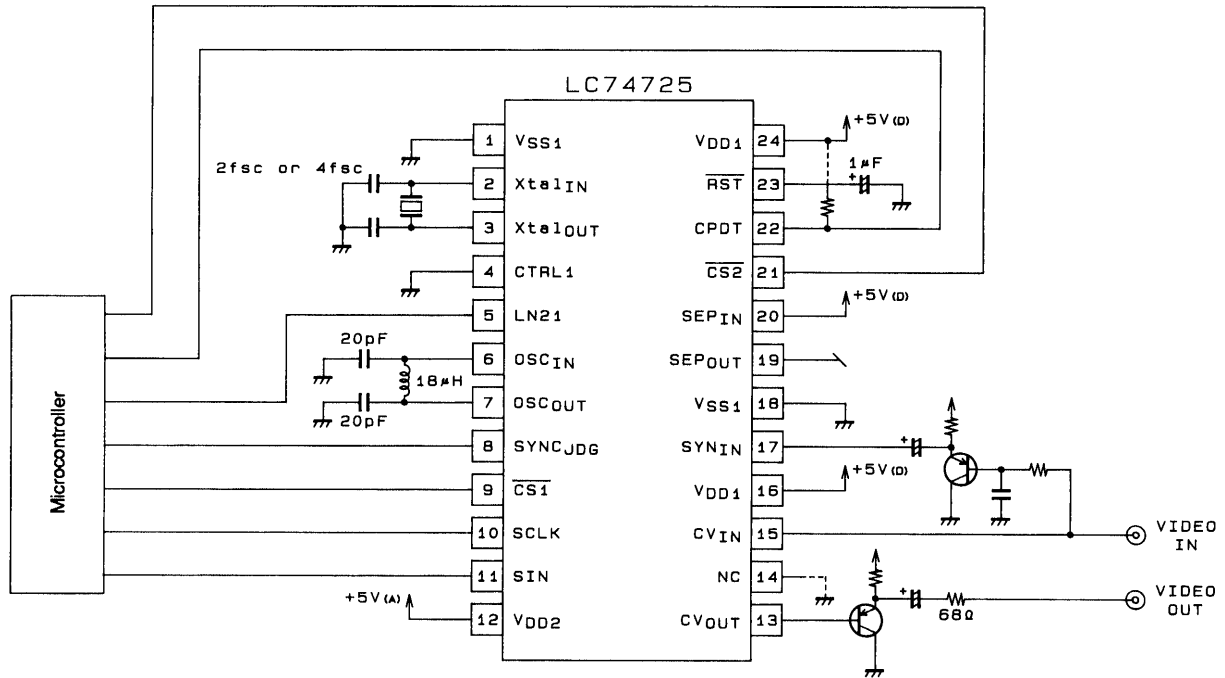 LC74725
2fsc or 4fsc
1 VSS1
2 XtalIN
3 XtalOUT
4 CTRL1
5 LN21
6 OSCIN
7 OSCOUT
8 SYNCJDG
9 CS1
10 SCLK
11 SIN
12 VDD2
20pF
18μH
20pF
+5V(A)
Microcontroller
VDD1 24
RST 23
CPDT 22
CS2 21
SEPIN 20
SEPOUT 19
VSS1 18
SYNIN 17
VDD1 16
CVIN 15
NC 14
CVOUT 13
+5V(D)
1μF
+
+5V(D)
+
+5V(D)
VIDEO
IN
+
68Ω
VIDEO
OUT